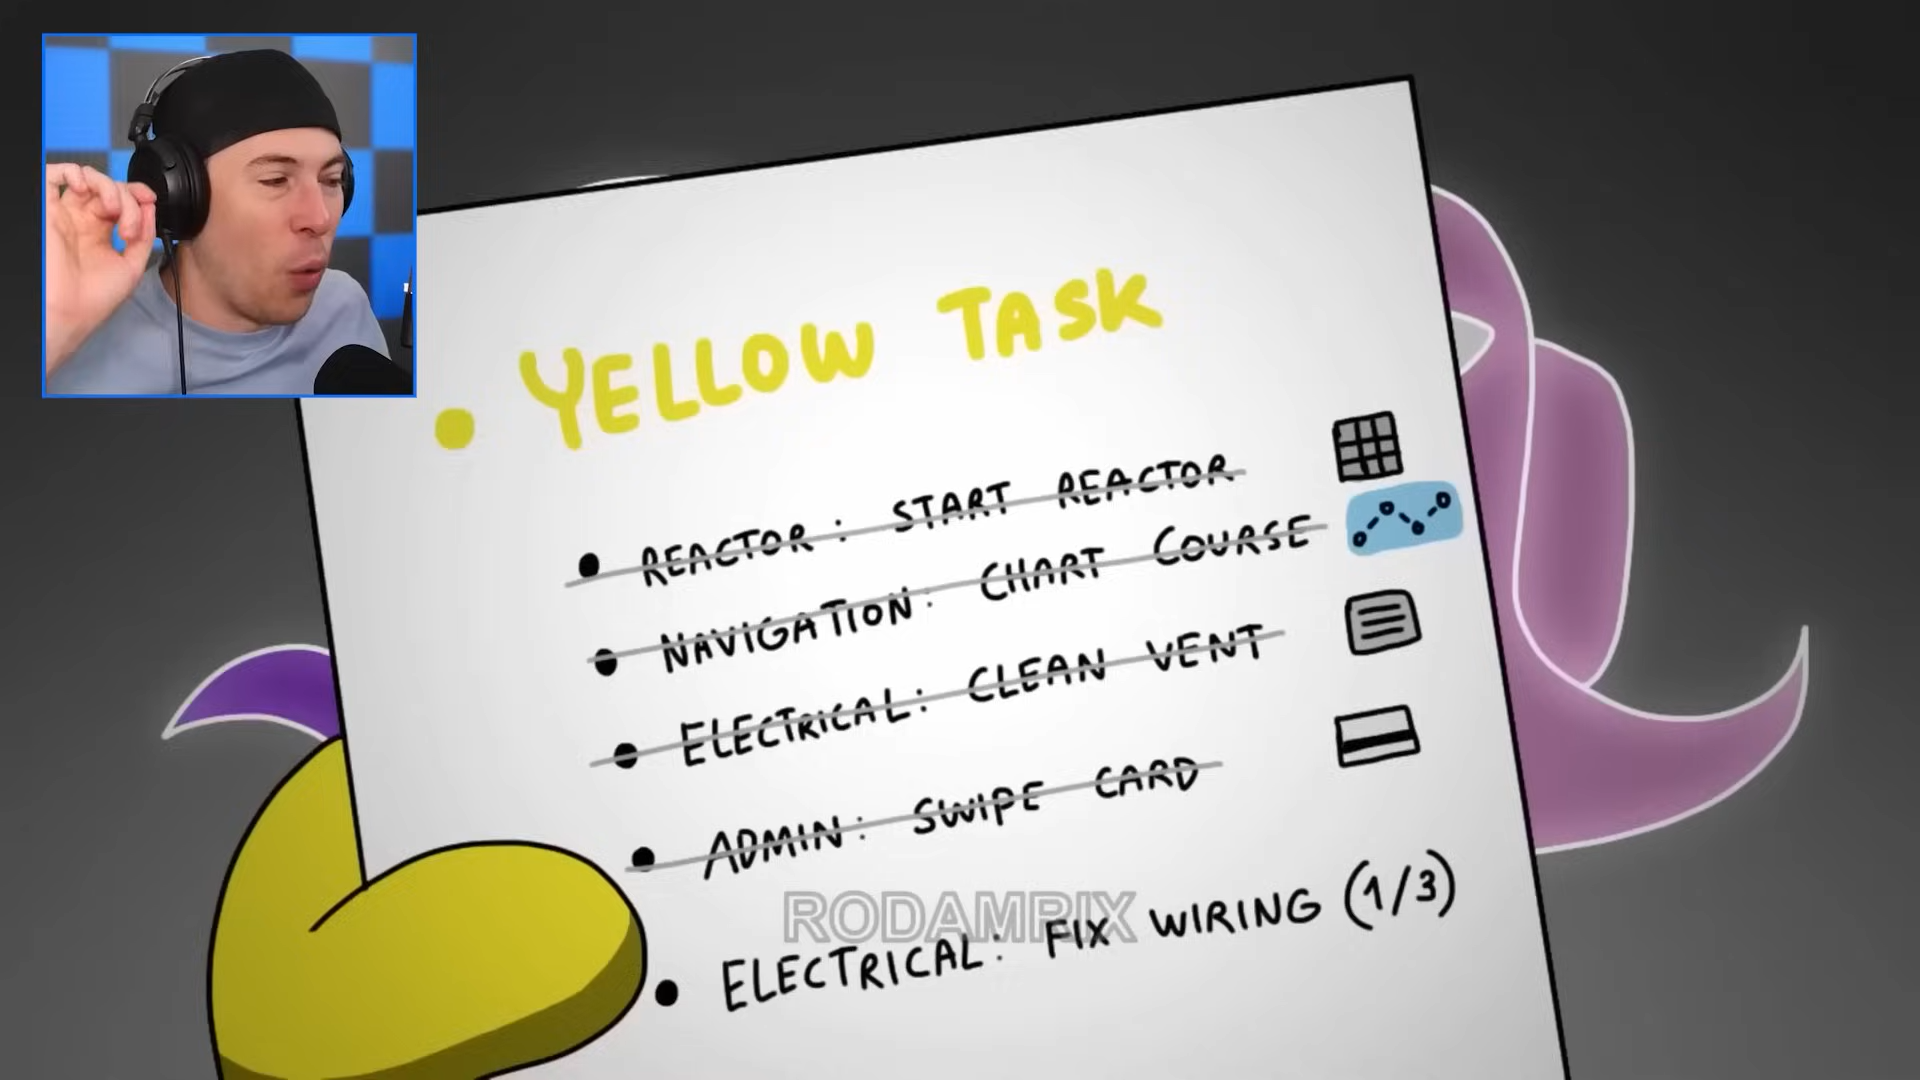 • YELLOW TASK
• REACTOR: START REACTOR
• NAVIGATION: CHART COURSE
• ELECTRICAL: CLEAN VENT
• ADMIN: SWIPE CARD
RODAMRIX
• ELECTRICAL: FIX WIRING (1/3)